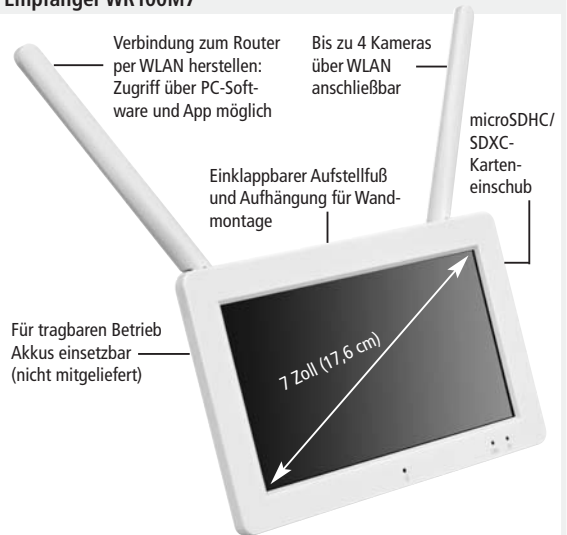 Empfänger WR100M7
Verbindung zum Router
per WLAN herstellen:
Zugriff über PC-Soft-
ware und App möglich
Bis zu 4 Kameras
über WLAN
anschließbar
microSDHC/
SDXC-
Karten-
einschub
Einklappbarer Aufstellfuß
und Aufhängung für Wand-
montage
Für tragbaren Betrieb
Akkus einsetzbar
(nicht mitgeliefert)
7 Zoll (17,6 cm)